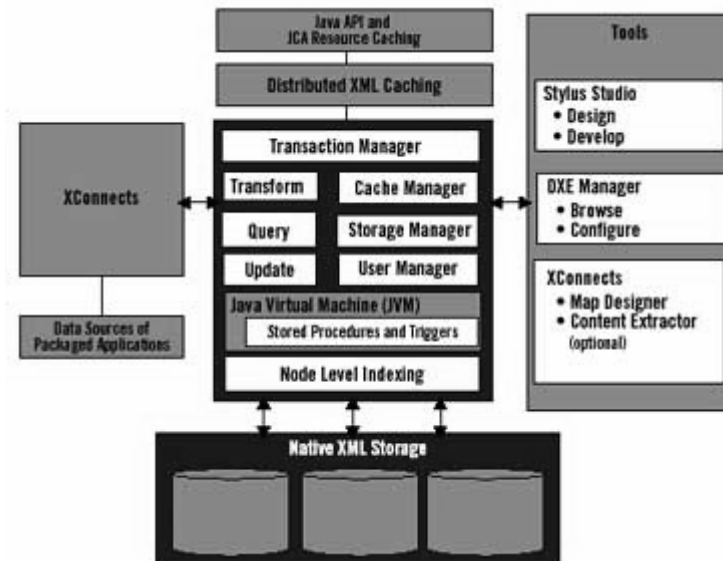 Java API and
JCA Resource Caching
Distributed XML Caching
Transaction Manager
Transform
Cache Manager
Query
Storage Manager
Update
User Manager
Java Virtual Machine (JVM)
Stored Procedures and Triggers
Node Level Indexing
Native XML Storage
XConnects
Data Sources of
Packaged Applications
Tools
Stylus Studio
• Design
• Develop
DXE Manager
• Browse
• Configure
XConnects
• Map Designer
• Content Extractor
(optional)